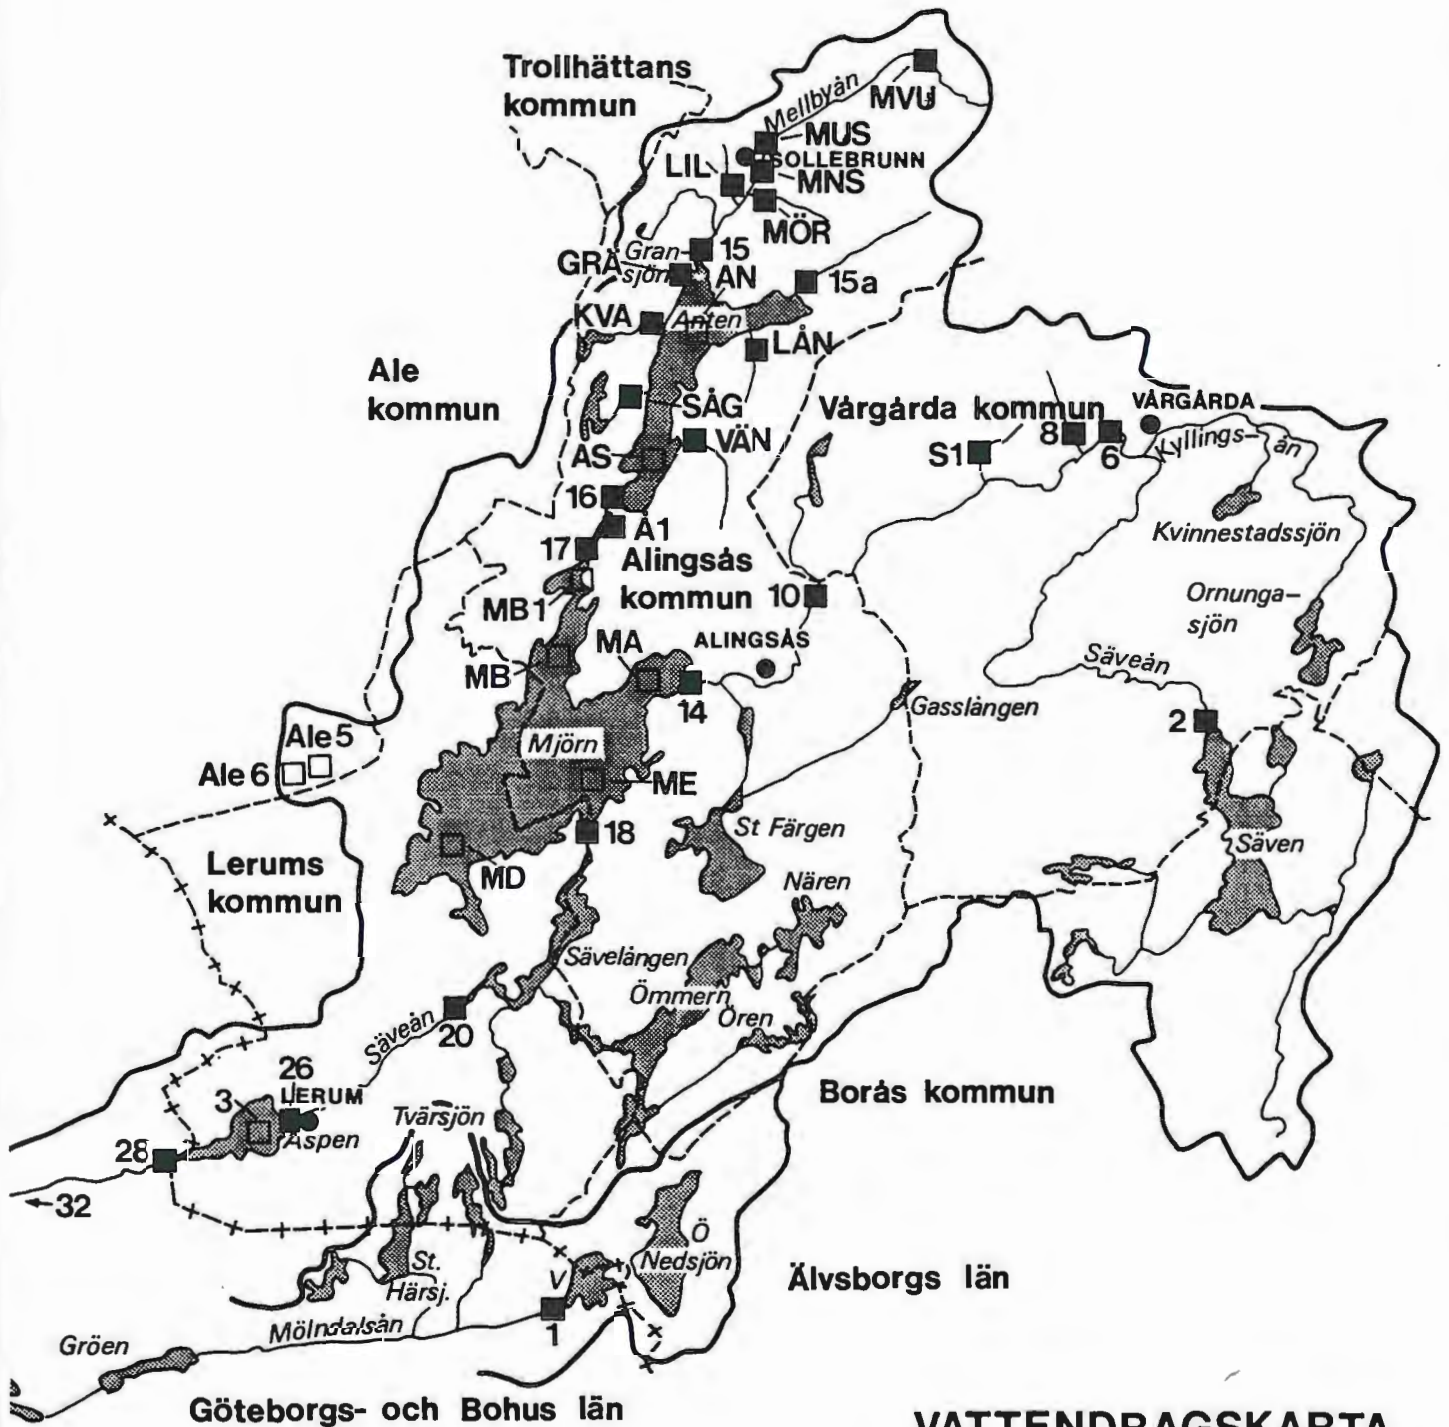 Trollhättans
kommun
Mellbyån
MVU
MUS
SOLLEBRUNN
LIL
MNS
MÖR
15
Gran-
sjön
GRÄ
AN
15a
KVA
Anten
LÅN
Ale
kommun
SÅG
Vårgårda kommun
VÅRGÅRDA
VÄN
8
6
S1
Kyllings-
ån
AS
16
Å1
17
Kvinnestadssjön
Alingsås
kommun
MB1
10
Ornunga-
sjön
MA
ALINGSÅS
MB
Säveån
14
Gasslången
2
Ale 5
Mjörn
Ale 6
ME
18
St Färgen
Säven
Lerums
kommun
MD
Nären
Sävelången
Ömmern
Ören
Säveån
20
26
LERUM
3
Aspen
Tvärsjön
Borås kommun
28
32
Ö
Nedsjön
V
St.
Härsj.
Älvsborgs län
1
Mölndalsån
Gröen
Göteborgs- och Bohus län
VATTENDRAGSKARTA